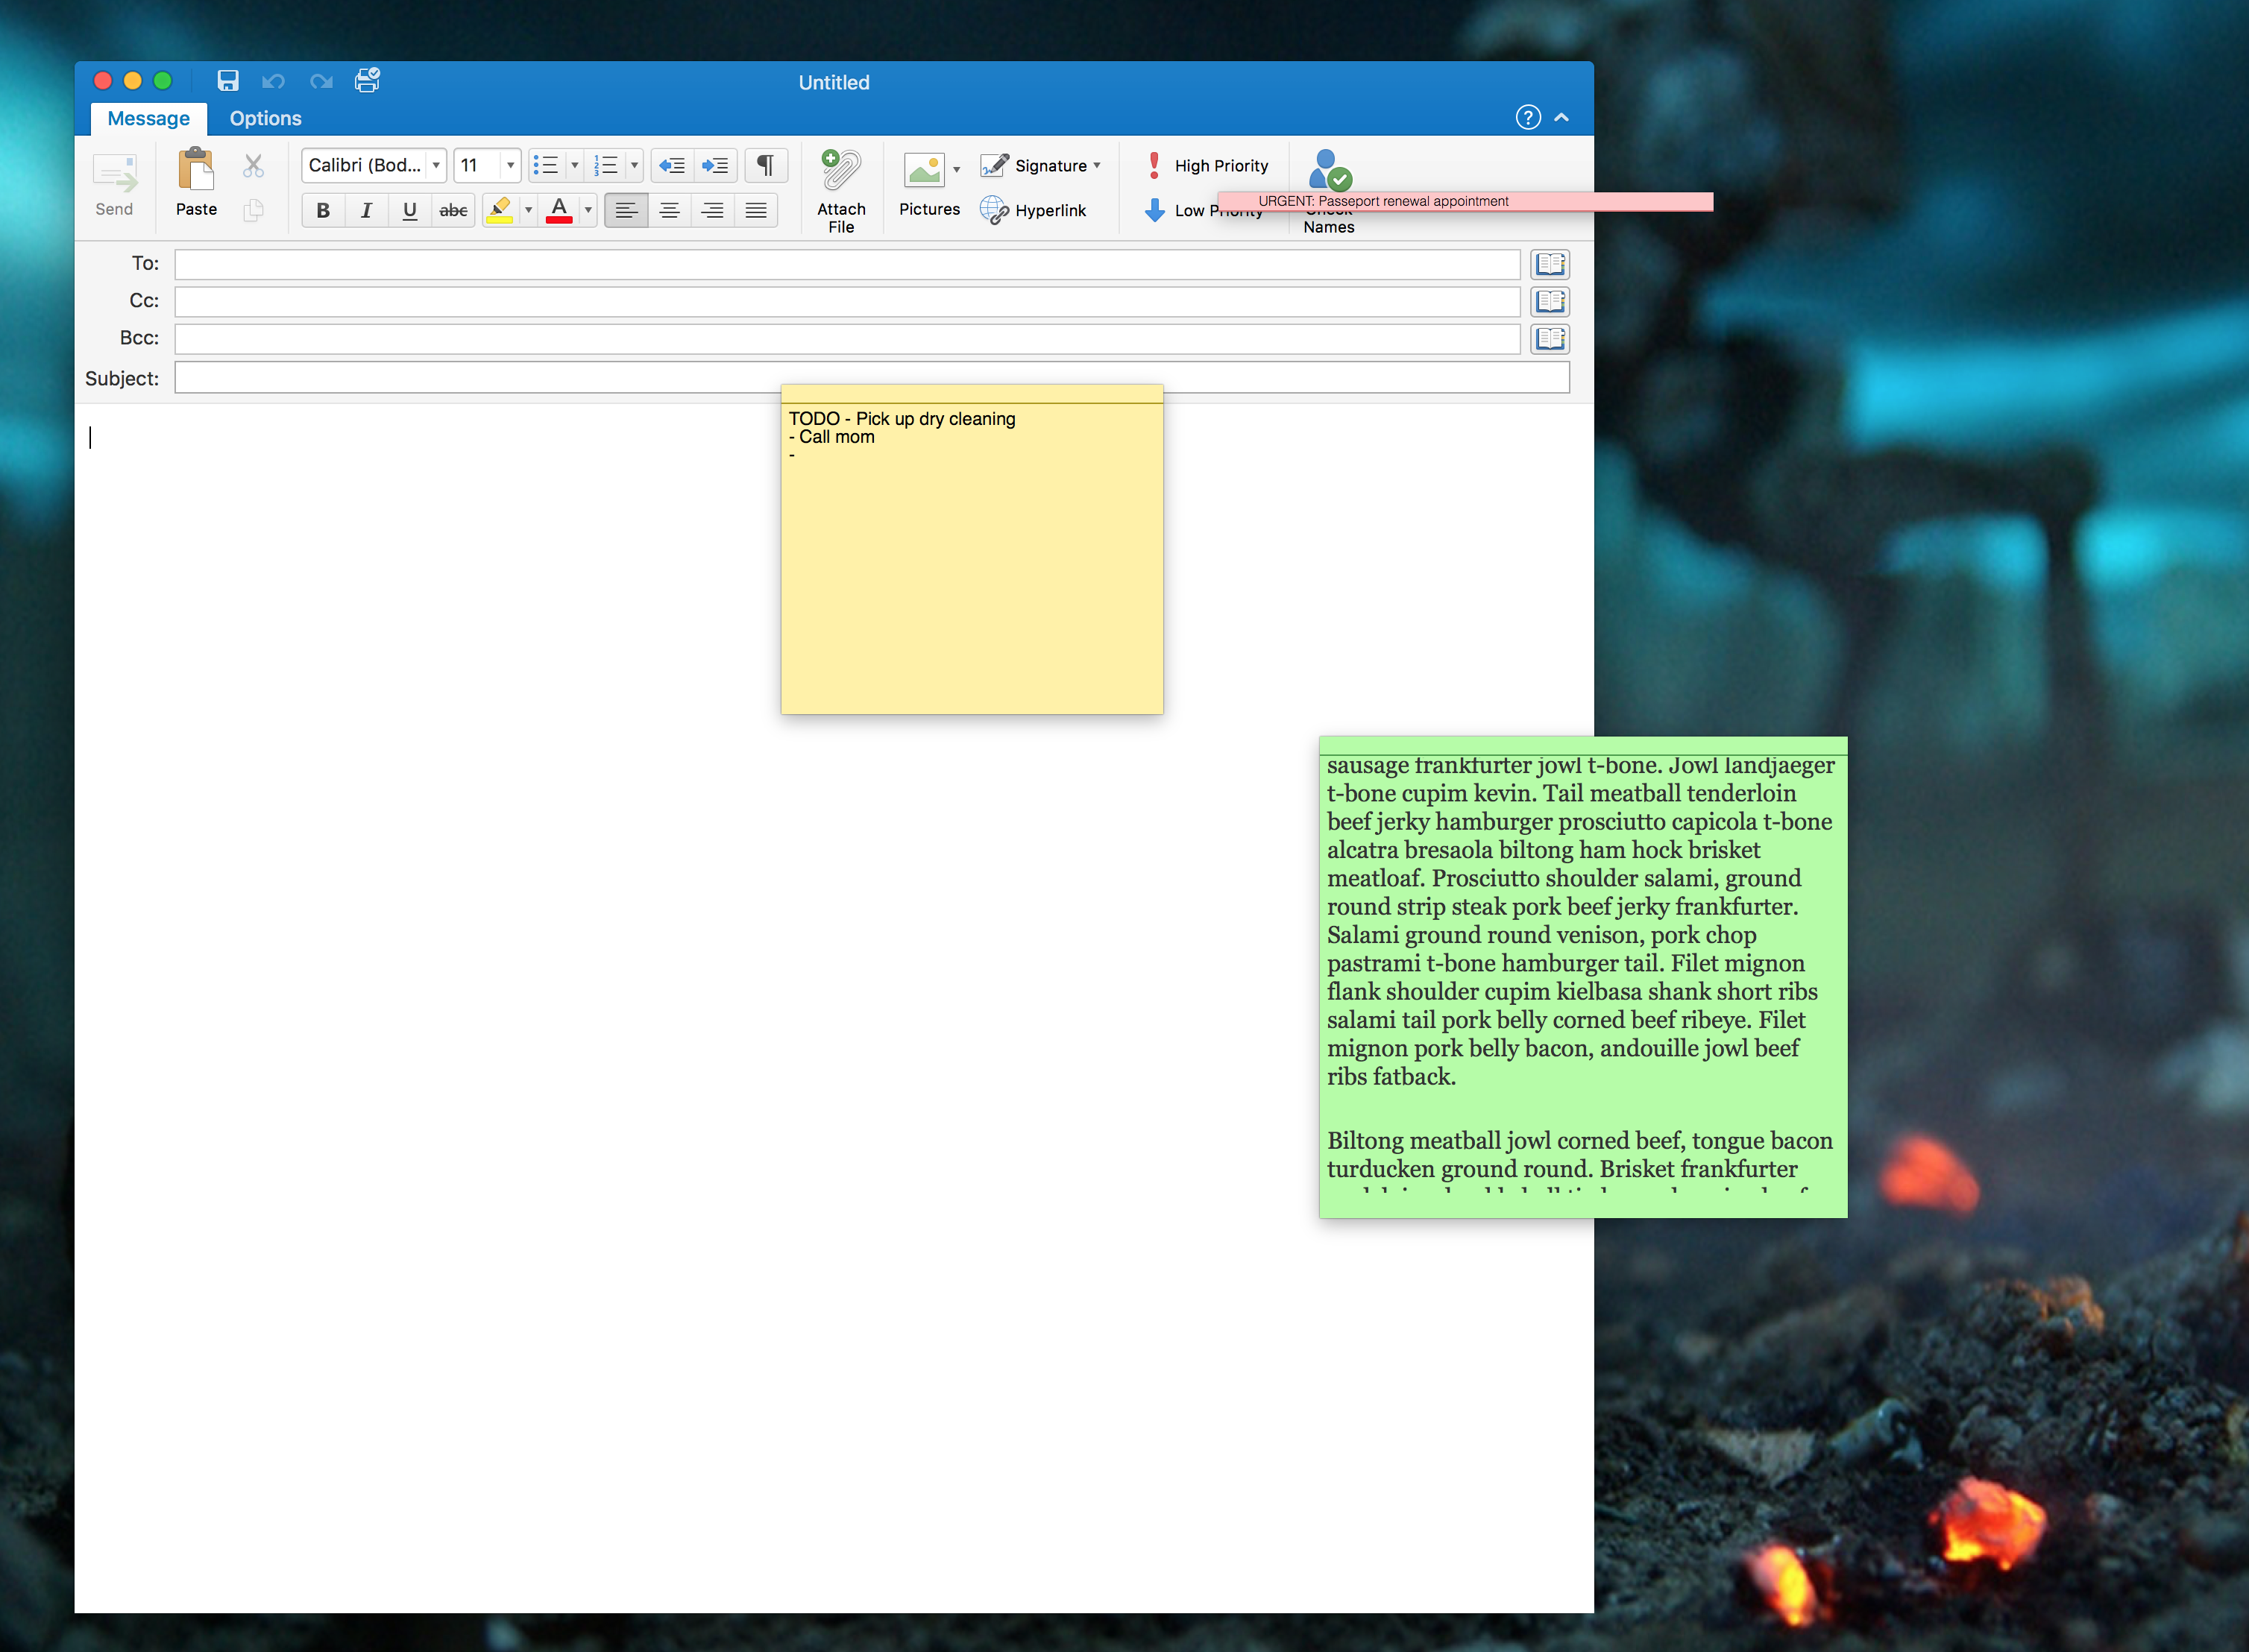 Untitled
Message
Options
?
Send
Paste
Calibri (Bod...
11
B
I
U
abc
A
Attach
File
Pictures
Signature
Hyperlink
High Priority
Low
URGENT: Passeport renewal appointment
Names
To:
Cc:
Bcc:
Subject:
TODO - Pick up dry cleaning
- Call mom
-
sausage frankfurter jowl t-bone. Jowl landjaeger
t-bone cupim kevin. Tail meatball tenderloin
beef jerky hamburger prosciutto capicola t-bone
alcatra bresaola biltong ham hock brisket
meatloaf. Prosciutto shoulder salami, ground
round strip steak pork beef jerky frankfurter.
Salami ground round venison, pork chop
pastrami t-bone hamburger tail. Filet mignon
flank shoulder cupim kielbasa shank short ribs
salami tail pork belly corned beef ribeye. Filet
mignon pork belly bacon, andouille jowl beef
ribs fatback.
Biltong meatball jowl corned beef, tongue bacon
turducken ground round. Brisket frankfurter